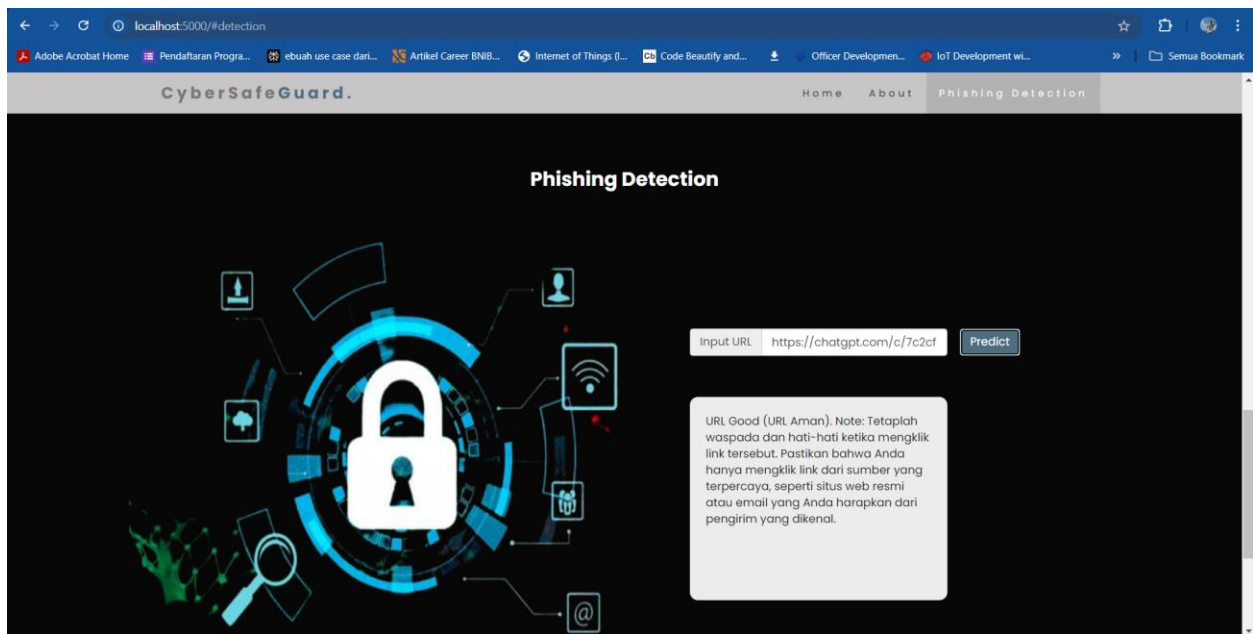 localhost:5000/#detection
Adobe Acrobat Home
Pendaftaran Progra...
ebuah use case dari...
Artikel Career BNIB...
Internet of Things (I...
Cb Code Beautify and...
Officer Developmen...
IoT Development wi...
»
Semua Bookmark
CyberSafeGuard.
Home About Phishing Detection
Phishing Detection
Input URL https://chatgpt.com/c/7c2cf Predict
URL Good (URL Aman). Note: Tetaplah
waspada dan hati-hati ketika mengklik
link tersebut. Pastikan bahwa Anda
hanya mengklik link dari sumber yang
terpercaya, seperti situs web resmi
atau email yang Anda harapkan dari
pengirim yang dikenal.
@